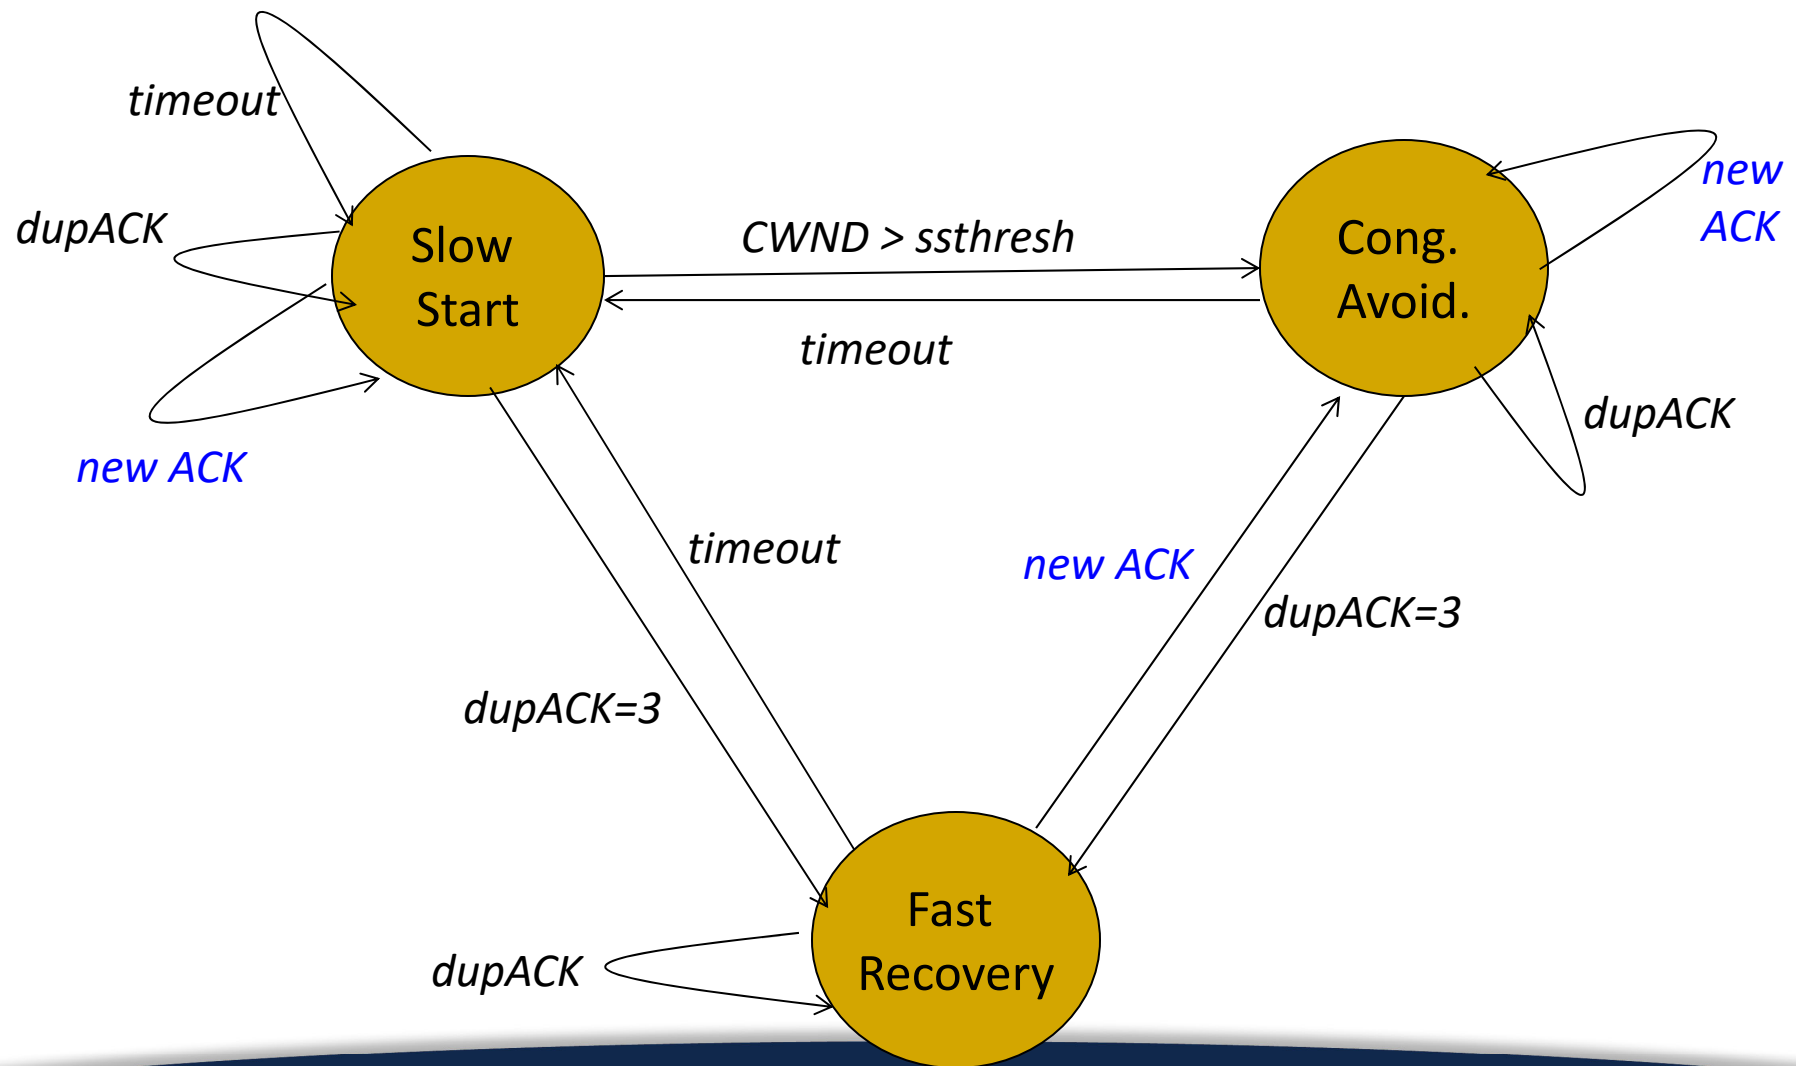 timeout
dupACK
new ACK
Slow
Start
CWND > ssthresh
timeout
Cong.
Avoid.
new
ACK
dupACK
timeout
dupACK=3
new ACK
dupACK=3
Fast
Recovery
dupACK